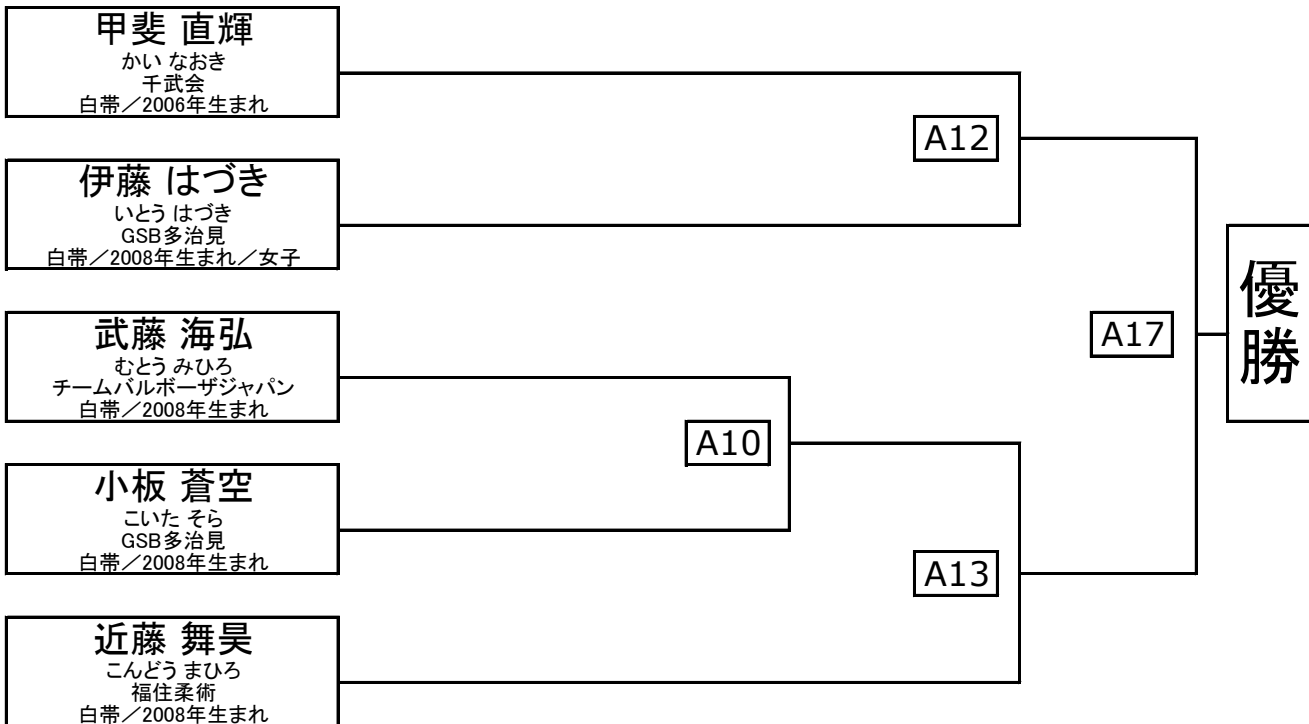 甲斐 直輝
かい なおき
千武会
白帯／2006年生まれ
A12
伊藤 はづき
いとう はづき
GSB多治見
白帯／2008年生まれ／女子
優勝
武藤 海弘
むとう みひろ
チームバルボーザジャパン
白帯／2008年生まれ
A17
A10
小板 蒼空
こいた そら
GSB多治見
白帯／2008年生まれ
A13
近藤 舞昊
こんどう まひろ
福住柔術
白帯／2008年生まれ